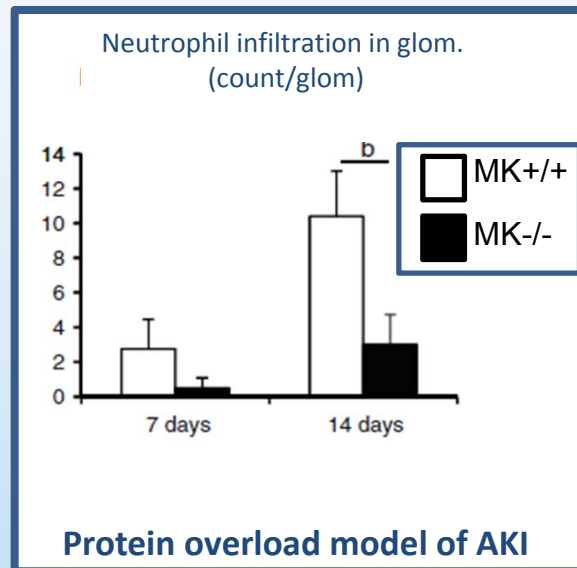 Neutrophil infiltration in glom.
(count/glom)
14
12
10
8
6
4
2
0
b
MK+/+
MK-/-
7 days
14 days
Protein overload model of AKI